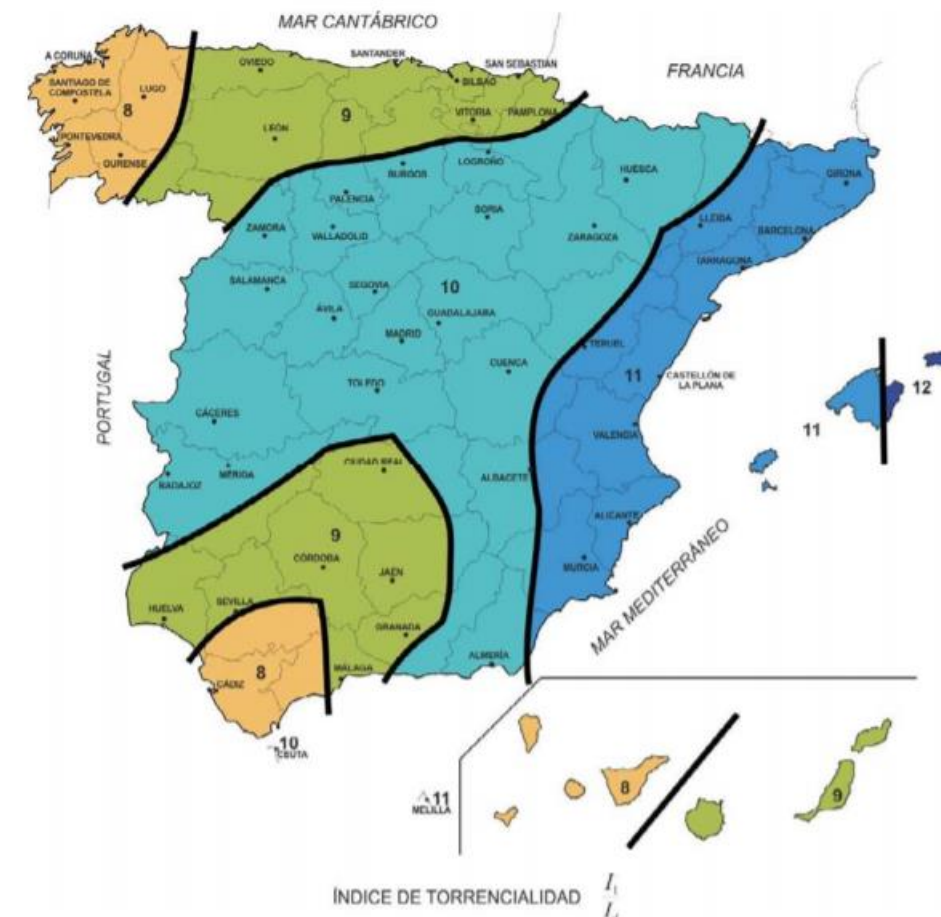 MAR CANTÁBRICO
A CORUÑA
SANTIAGO DE
COMPOSTELA
LUGO
8
PONTEVEDRA
OURENSE
OVIEDO
SANTANDER
SAN SEBASTIÁN
BILBAO
FRANCIA
LEÓN
9
VITORIA
PAMPLONA
LOGROÑO
BURGOS
PALENCIA
HUESCA
GIRONA
ZAMORA
VALLADOLID
SORIA
ZARAGOZA
LLEIDA
BARCELONA
TARRAGONA
SALAMANCA
SEGOVIA
10
ÁVILA
GUADALAJARA
MADRID
TERUEL
PORTUGAL
TOLEDO
CUENCA
11
CASTELLÓN DE
LA PLANA
12
11
CÁCERES
VALENCIA
BADAJOZ
MÉRIDA
CIUDAD REAL
ALBACETE
ALICANTE
9
CÓRDOBA
JAEN
MURCIA
MAR MEDITERRÁNEO
HUELVA
SEVILLA
GRANADA
ALMERÍA
8
CÁDIZ
MÁLAGA
10
CEUTA
11
MELILLA
8
9
ÍNDICE DE TORRENCIALIDAD
I₁
L